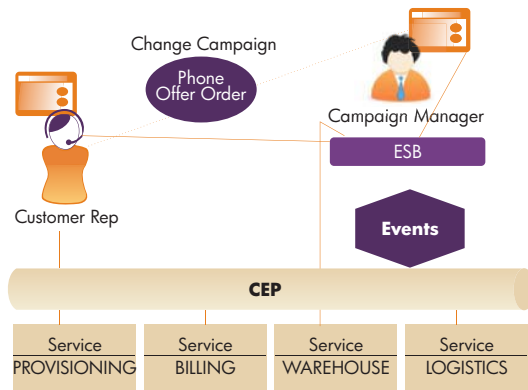 Change Campaign
Phone
Offer Order
Campaign Manager
ESB
Customer Rep
Events
CEP
Service
PROVISIONING
Service
BILLING
Service
WAREHOUSE
Service
LOGISTICS